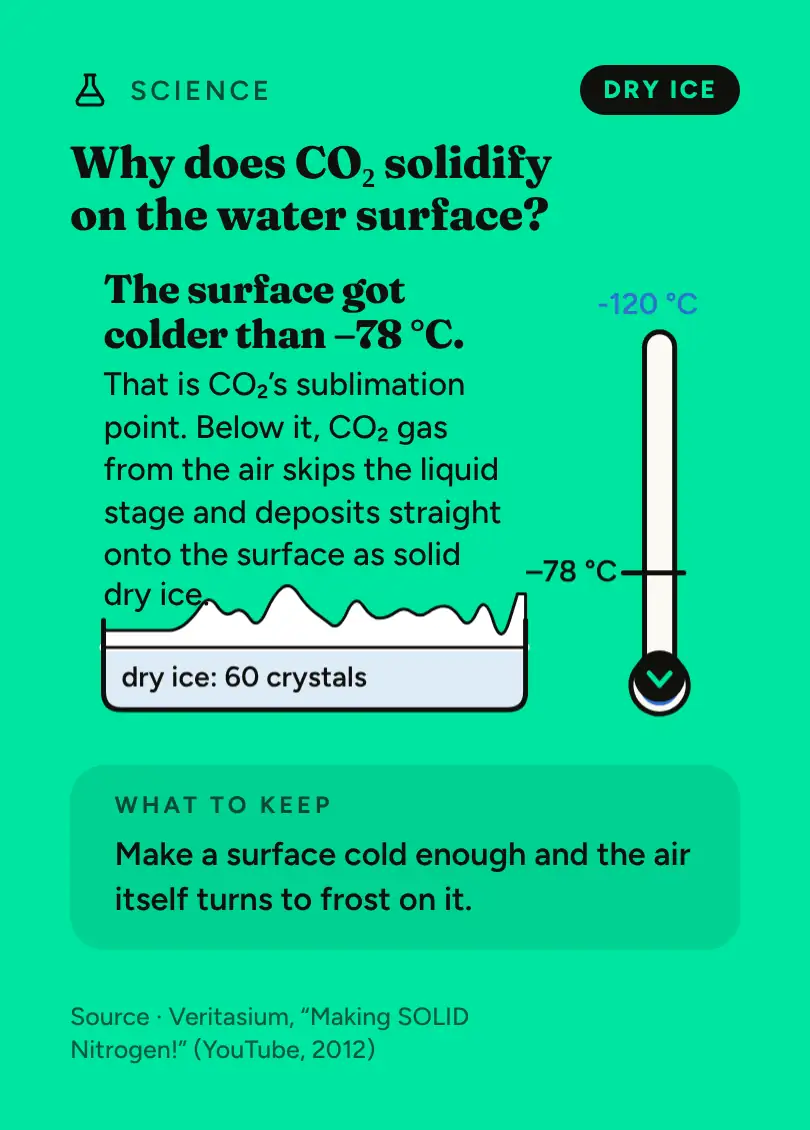 SCIENCE
DRY ICE
Why does CO₂ solidify
on the water surface?
The surface got
colder than –78 °C.
That is CO₂’s sublimation
point. Below it, CO₂ gas
from the air skips the liquid
stage and deposits straight
onto the surface as solid
dry ice.
-120 °C
–78 °C
dry ice: 60 crystals
WHAT TO KEEP
Make a surface cold enough and the air
itself turns to frost on it.
Source · Veritasium, “Making SOLID
Nitrogen!” (YouTube, 2012)